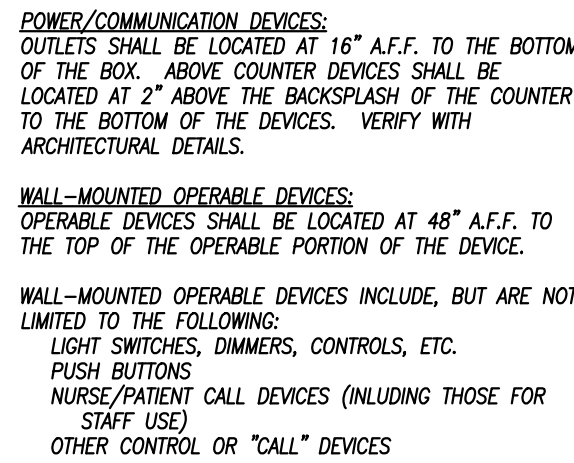 POWER/COMMUNICATION DEVICES:
OUTLETS SHALL BE LOCATED AT 16" A.F.F. TO THE BOTTOM
OF THE BOX. ABOVE COUNTER DEVICES SHALL BE
LOCATED AT 2" ABOVE THE BACKSPLASH OF THE COUNTER
TO THE BOTTOM OF THE DEVICES. VERIFY WITH
ARCHITECTURAL DETAILS.
WALL-MOUNTED OPERABLE DEVICES:
OPERABLE DEVICES SHALL BE LOCATED AT 48" A.F.F. TO
THE TOP OF THE OPERABLE PORTION OF THE DEVICE.
WALL-MOUNTED OPERABLE DEVICES INCLUDE, BUT ARE NOT
LIMITED TO THE FOLLOWING:
LIGHT SWITCHES, DIMMERS, CONTROLS, ETC.
PUSH BUTTONS
NURSE/PATIENT CALL DEVICES (INLUDING THOSE FOR
STAFF USE)
OTHER CONTROL OR "CALL" DEVICES